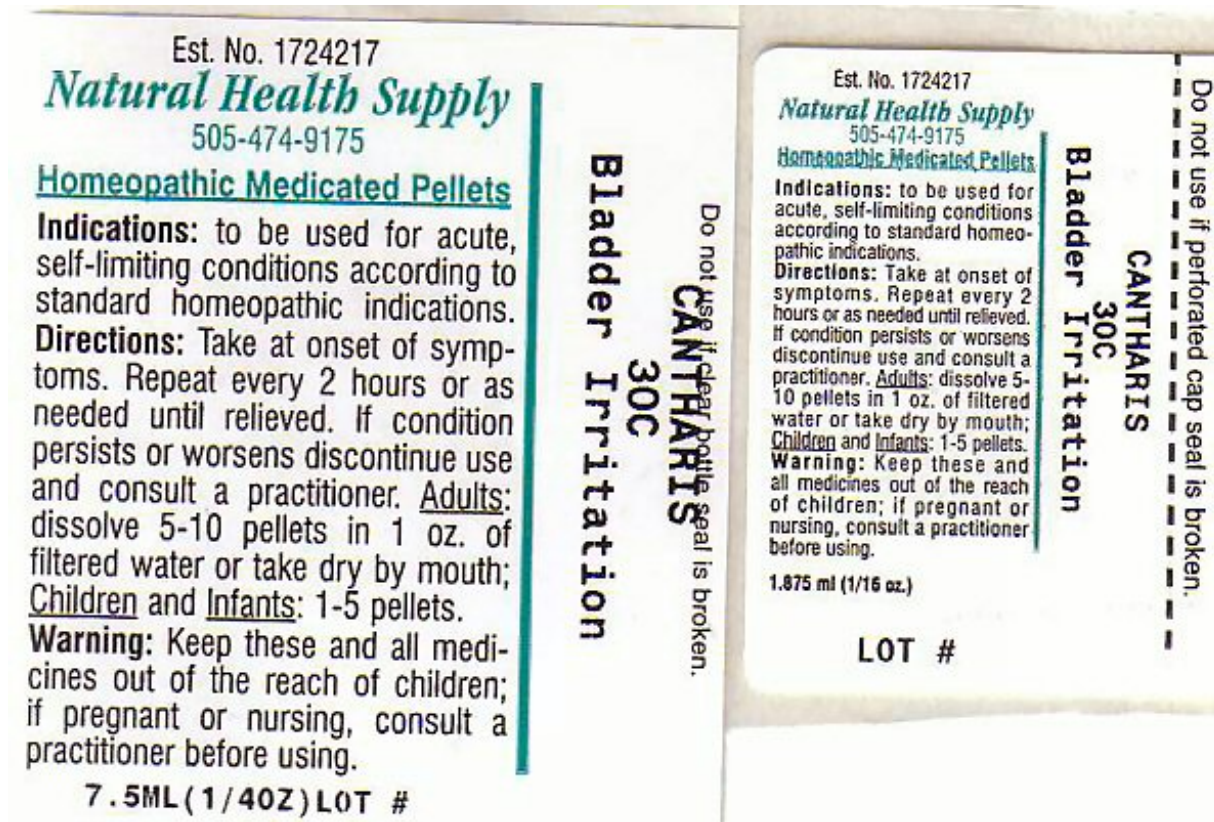 Est. No. 1724217
Natural Health Supply
505-474-9175
Homeopathic Medicated Pellets
Indications: to be used for acute,
self-limiting conditions according to
standard homeopathic indications.
Directions: Take at onset of symp-
toms. Repeat every 2 hours or as
needed until relieved. If condition
persists or worsens discontinue use
and consult a practitioner. Adults:
dissolve 5-10 pellets in 1 oz. of
filtered water or take dry by mouth;
Children and Infants: 1-5 pellets.
Warning: Keep these and all medi-
cines out of the reach of children;
if pregnant or nursing, consult a
practitioner before using.
7.5ML(1/4OZ)LOT #
Do not use if clear bottle seal is broken.
CANTHARIS
30C
Bladder Irritation
Est. No. 1724217
Natural Health Supply
505-474-9175
Homeopathic Medicated Pellets
Indications: to be used for
acute, self-limiting conditions
according to standard homeo-
pathic indications.
Directions: Take at onset of
symptoms. Repeat every 2
hours or as needed until relieved.
If condition persists or worsens
discontinue use and consult a
practitioner. Adults: dissolve 5-
10 pellets in 1 oz. of filtered
water or take dry by mouth;
Children and Infants: 1-5 pellets.
Warning: Keep these and
all medicines out of the reach
of children; if pregnant or
nursing, consult a practitioner
before using.
1.875 ml (1/16 oz.)
LOT #
Do not use if perforated cap seal is broken.
CANTHARIS
30C
Bladder Irritation